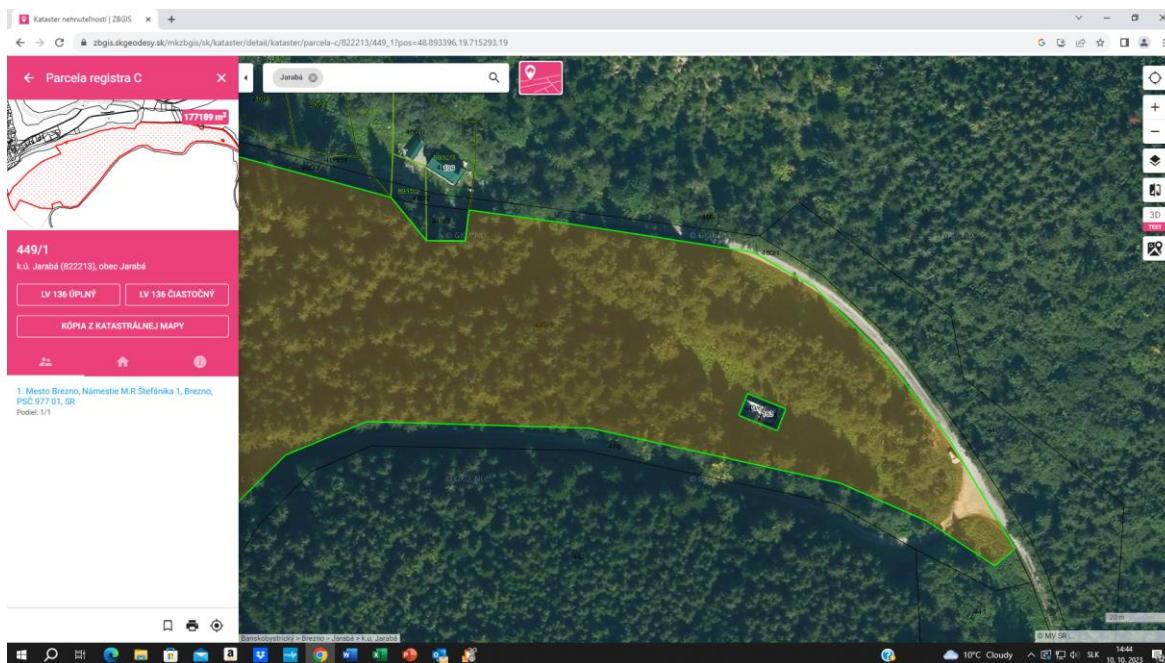 Kataster nehnuteľností | ZBGIS
zbgis.skgeodesy.sk/mkzbgis/sk/kataster/detail/kataster/parcela-c/822213/449_1?pos=48.893396,19.715293,19
Parcela registra C
Jarabá
177189 m²
449/1
k.ú. Jarabá (822213), obec Jarabá
LV 136 ÚPLNÝ
LV 136 ČIASTOČNÝ
KÓPIA Z KATASTRÁLNEJ MAPY
1. Mesto Brezno, Námestie M.R.Štefánika 1, Brezno,
PSČ 977 01, SR
Podiel: 1/1
3D
TEST
20 m
Banskobystrický > Brezno > Jarabá > k.ú. Jarabá
© MV SR
10°C Cloudy
SLK
14:44
10. 10. 2023